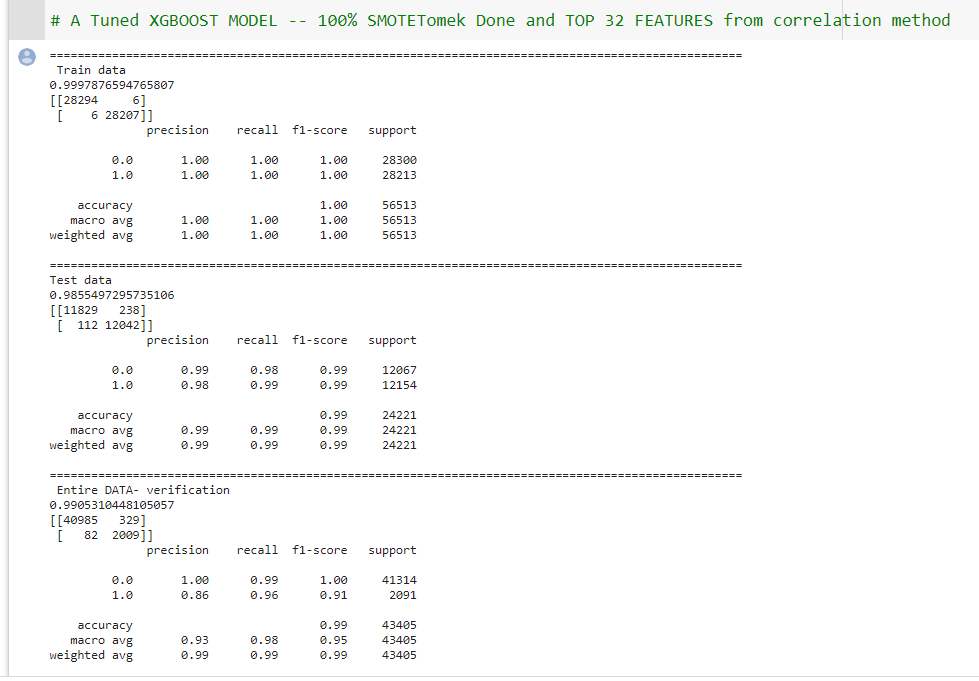 # A Tuned XGBOOST MODEL -- 100% SMOTETomek Done and TOP 32 FEATURES from correlation method
====================================================================================================
Train data
0.9997876594765807
[[28294     6]
 [    6 28207]]
              precision    recall  f1-score   support

         0.0       1.00      1.00      1.00     28300
         1.0       1.00      1.00      1.00     28213

    accuracy                           1.00     56513
   macro avg       1.00      1.00      1.00     56513
weighted avg       1.00      1.00      1.00     56513

====================================================================================================
Test data
0.9855497295735106
[[11829   238]
 [  112 12042]]
              precision    recall  f1-score   support

         0.0       0.99      0.98      0.99     12067
         1.0       0.98      0.99      0.99     12154

    accuracy                           0.99     24221
   macro avg       0.99      0.99      0.99     24221
weighted avg       0.99      0.99      0.99     24221

====================================================================================================
Entire DATA- verification
0.9905310448105057
[[40985   329]
 [   82  2009]]
              precision    recall  f1-score   support

         0.0       1.00      0.99      1.00     41314
         1.0       0.86      0.96      0.91      2091

    accuracy                           0.99     43405
   macro avg       0.93      0.98      0.95     43405
weighted avg       0.99      0.99      0.99     43405